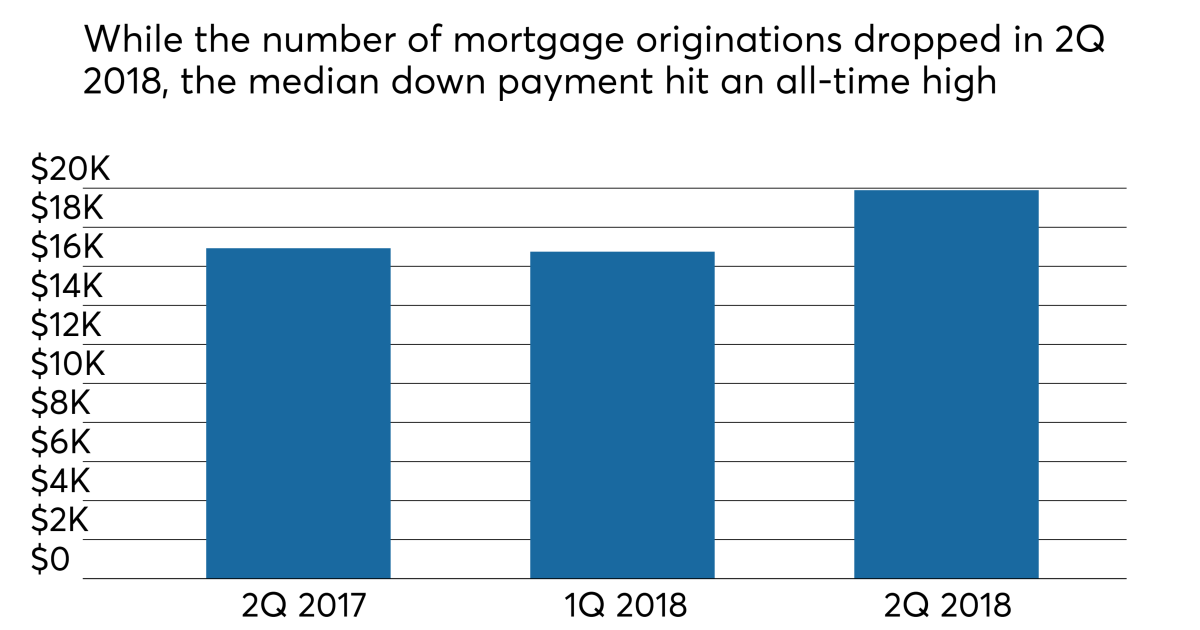 While the number of mortgage originations dropped in 2Q
2018, the median down payment hit an all-time high
$20K
$18K
$16K
$14K
$12K
$10K
$8K
$6K
$4K
$2K
$0
2Q 2017
1Q 2018
2Q 2018